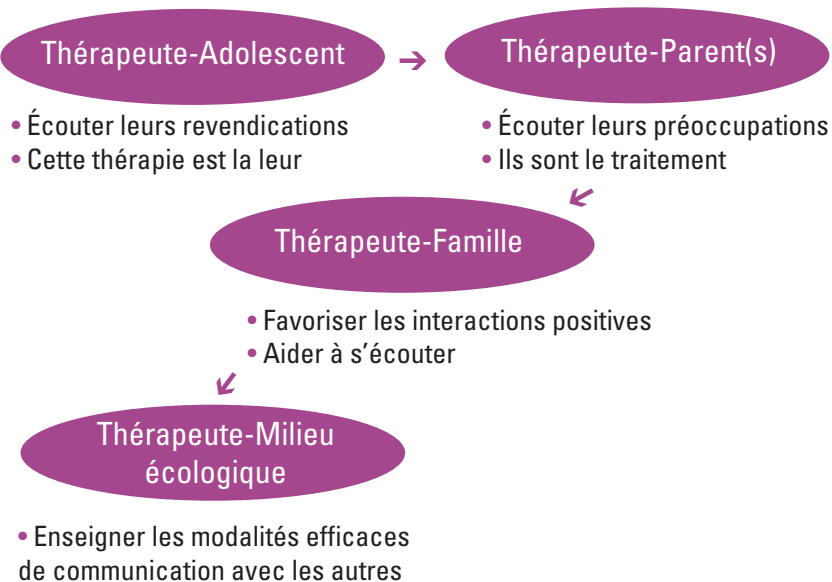 Thérapeute-Adolescent ➔ Thérapeute-Parent(s)
• Écouter leurs revendications
• Cette thérapie est la leur
• Écouter leurs préoccupations
• Ils sont le traitement
Thérapeute-Famille
• Favoriser les interactions positives
• Aider à s’écouter
Thérapeute-Milieu
écologique
• Enseigner les modalités efficaces
de communication avec les autres